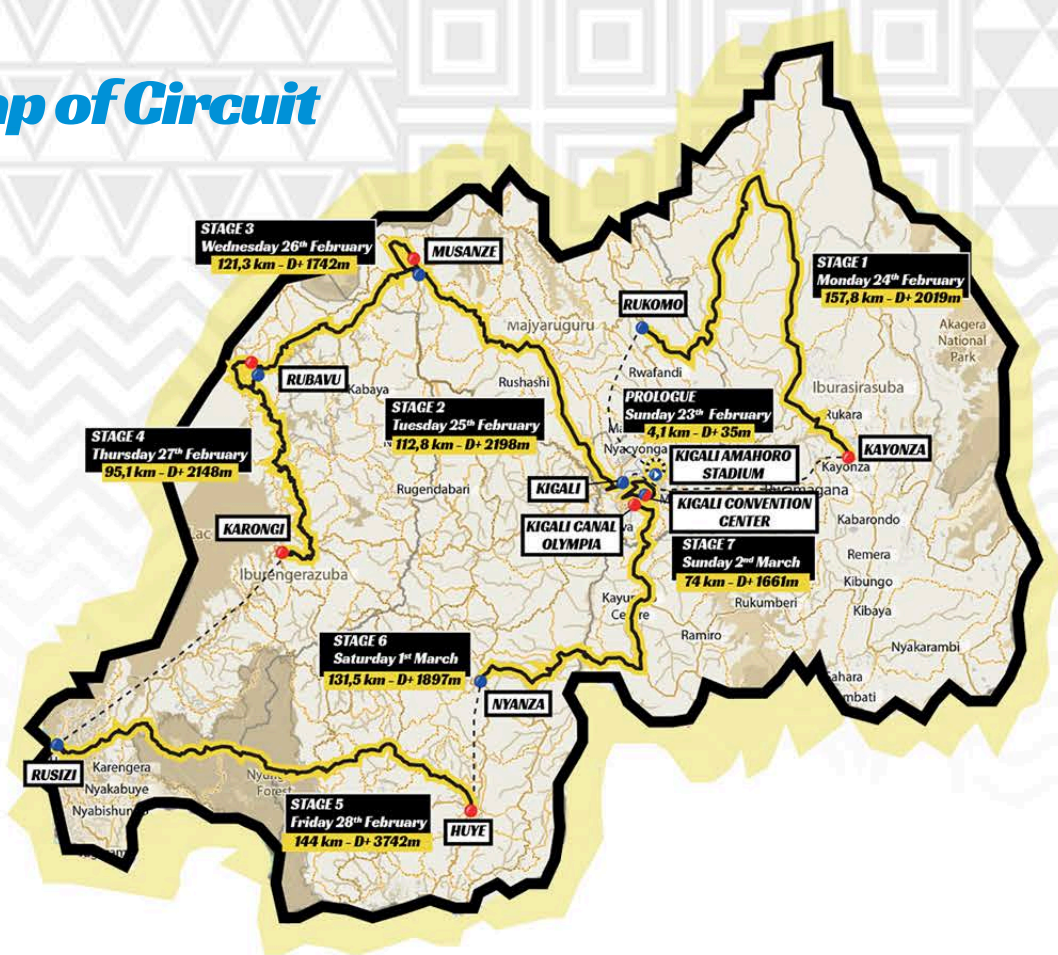 ap of Circuit
STAGE 3
Wednesday 26th February
121,3 km - D+ 1742m
MUSANZE
STAGE 1
Monday 24th February
157,8 km - D+ 2019m
RUKOMO
Majyaruguru
Akagera
National
Park
RUBAVU
Kabaya
Rushashi
Rwafandi
Iburasirasuba
Rukara
STAGE 2
Tuesday 25th February
112,8 km - D+ 2198m
PROLOGUE
Sunday 23th February
4,1 km - D+ 35m
Nyacyonga
STAGE 4
Thursday 27th February
95,1 km - D+ 2148m
KIGALI AMAHORO
STADIUM
KAYONZA
Kayonza
Rugendabari
KIGALI
KIGALI CONVENTION
CENTER
Kabarondo
KARONGI
KIGALI CANAL
OLYMPIA
Iburengerazuba
STAGE 7
Sunday 2nd March
74 km - D+ 1661m
Remera
Kibungo
Rukumberi
Kibaya
Ramiro
Nyakarambi
STAGE 6
Saturday 1st March
131,5 km - D+ 1897m
NYANZA
RUSIZI
Karengera
Nyakabuye
Forest
STAGE 5
Friday 28th February
144 km - D+ 3742m
HUYE